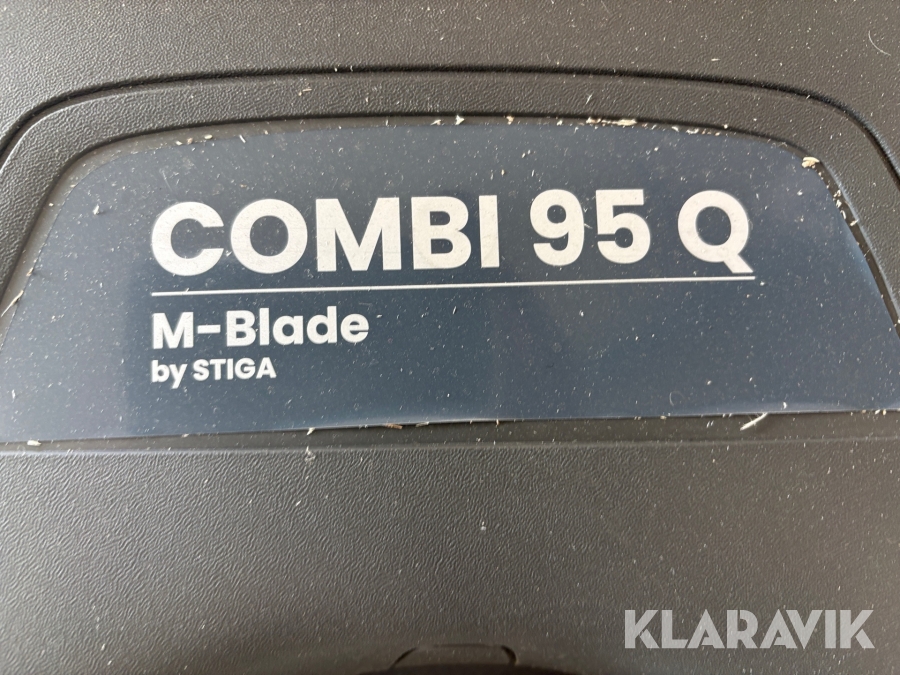 COMBI 95 Q
M-Blade
by STIGA
KLARAVIK